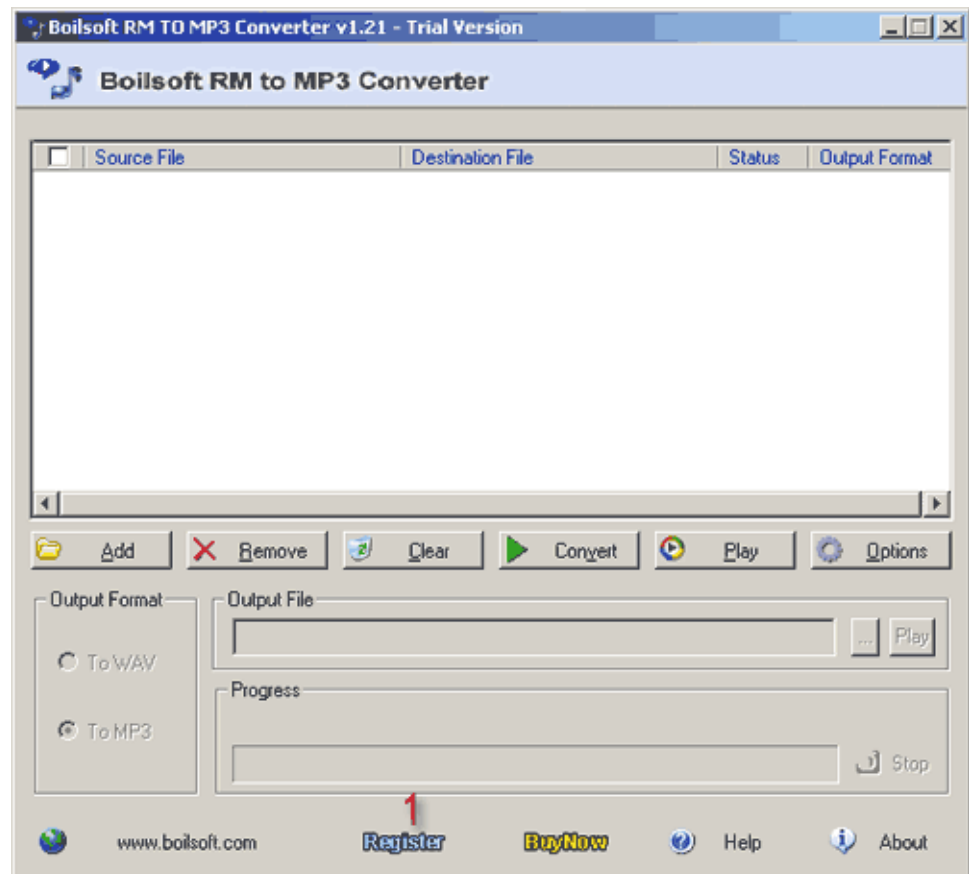 Boilsoft RM TO MP3 Converter v1.21 - Trial Version
Boilsoft RM to MP3 Converter
Source File Destination File Status Output Format
Add Remove Clear Convert Play Options
Output Format
To WAV
To MP3
Output File
... Play
Progress
Stop
1
www.boilsoft.com Register BuyNow Help About